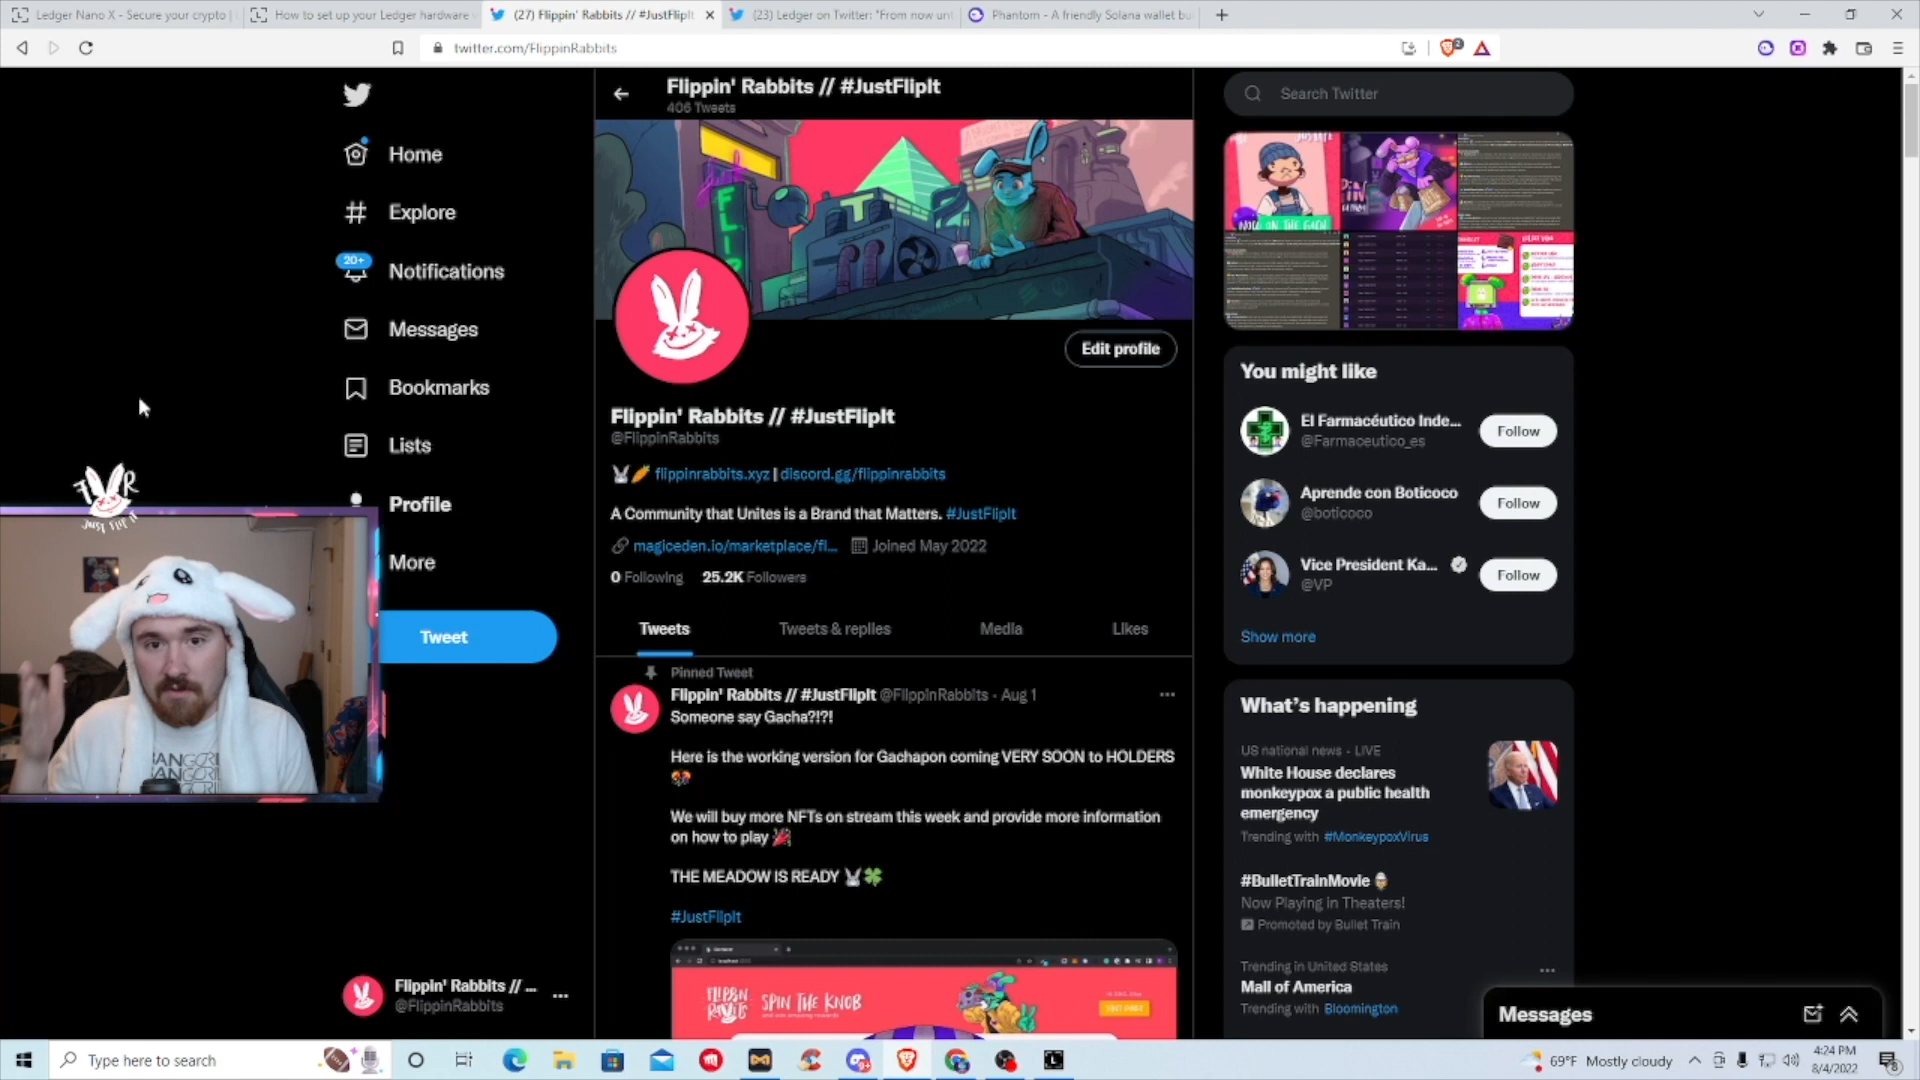 Ledger Nano X - Secure your crypto |
How to set up your Ledger hardware
(27) Flippin' Rabbits // #JustFlipIt
(23) Ledger on Twitter: "From now un
Phantom - A friendly Solana wallet bu
twitter.com/FlippinRabbits
Flippin' Rabbits // #JustFlipIt
406 Tweets
Home
Explore
20+
Notifications
Messages
Bookmarks
Lists
Profile
More
Tweet
FLIP
JUST FLIP IT
Edit profile
Flippin' Rabbits // #JustFlipIt
@FlippinRabbits
flippinrabbits.xyz | discord.gg/flippinrabbits
A Community that Unites is a Brand that Matters. #JustFlipIt
magiceden.io/marketplace/fl... Joined May 2022
0 Following 25.2K Followers
Tweets
Tweets & replies
Media
Likes
Pinned Tweet
Flippin' Rabbits // #JustFlipIt @FlippinRabbits · Aug 1
Someone say Gacha?!?!
Here is the working version for Gachapon coming VERY SOON to HOLDERS
We will buy more NFTs on stream this week and provide more information
on how to play
THE MEADOW IS READY
#JustFlipIt
FLIPPIN RABBITS
SPIN THE KNOB
Flippin' Rabbits // ...
@FlippinRabbits
Search Twitter
NOW ON THE GACH
You might like
El Farmacéutico Inde...
@Farmaceutico_es
Follow
Aprende con Boticoco
@boticoco
Follow
Vice President Ka...
@VP
Follow
Show more
What's happening
US national news · LIVE
White House declares
monkeypox a public health
emergency
Trending with #MonkeypoxVirus
#BulletTrainMovie
Now Playing in Theaters!
Promoted by Bullet Train
Trending in United States
Mall of America
Trending with Bloomington
Messages
Type here to search
69°F Mostly cloudy
4:24 PM
8/4/2022